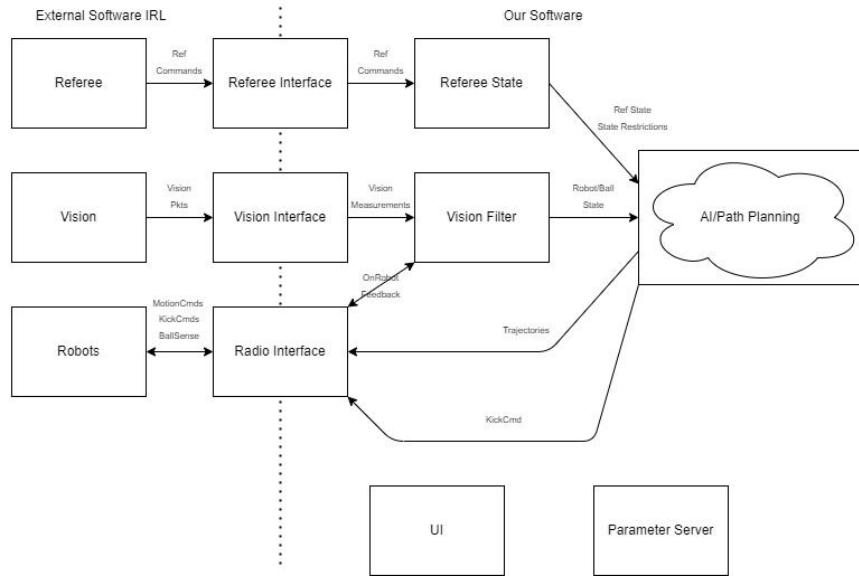 External Software IRL
Our Software
Referee
Ref
Commands
Referee Interface
Ref
Commands
Referee State
Ref State
State Restrictions
Vision
Vision
Pkts
Vision Interface
Vision
Measurements
Vision Filter
Robot/Ball
State
AI/Path Planning
OnRobot
Feedback
MotionCmds
KickCmds
BallSense
Robots
Radio Interface
Trajectories
KickCmd
UI
Parameter Server